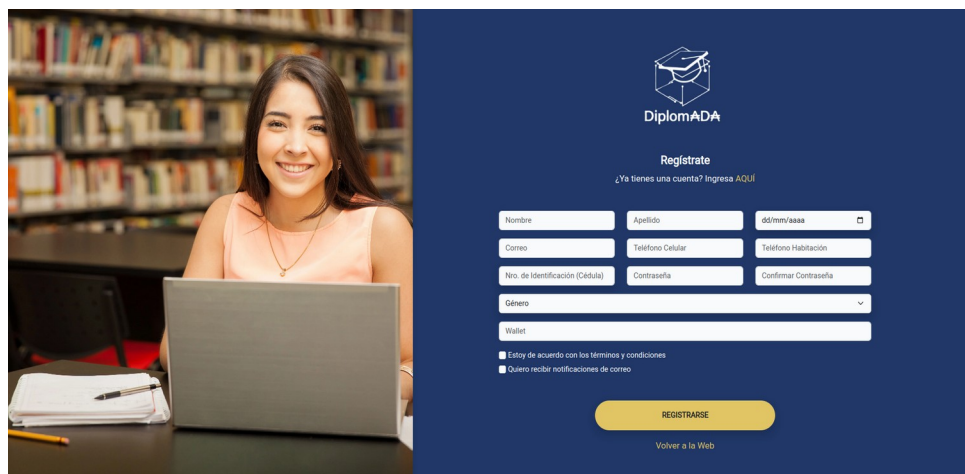 Diplom₳D₳
Regístrate
¿Ya tienes una cuenta? Ingresa AQUÍ
Nombre Apellido dd/mm/aaaa
Correo Teléfono Celular Teléfono Habitación
Nro. de Identificación (Cédula) Contraseña Confirmar Contraseña
Género
Wallet
Estoy de acuerdo con los términos y condiciones
Quiero recibir notificaciones de correo
REGISTRARSE
Volver a la Web